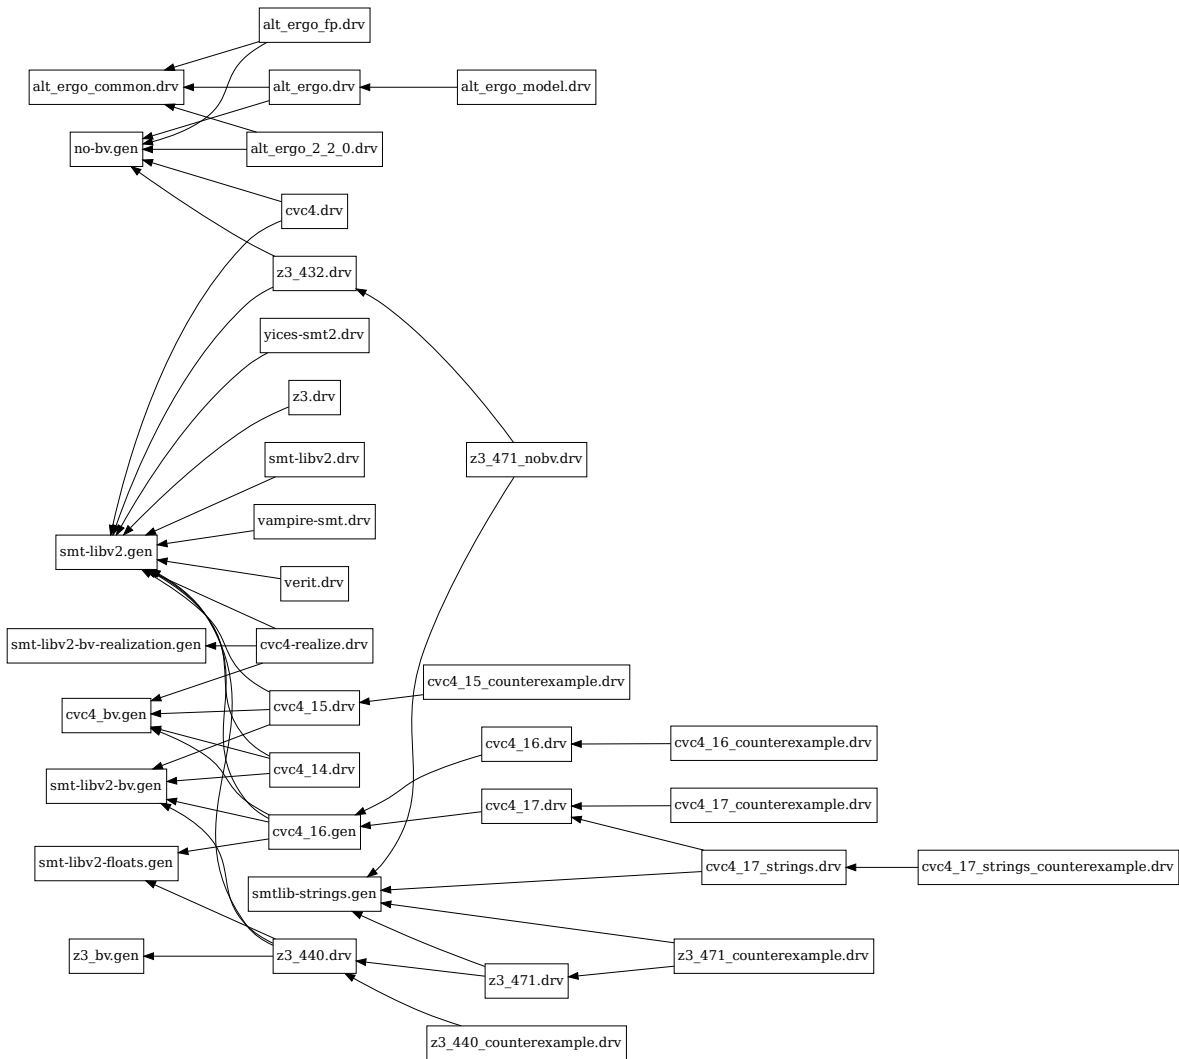 alt_ergo_fp.drv
alt_ergo_common.drv
alt_ergo.drv
alt_ergo_model.drv
no-bv.gen
alt_ergo_2_2_0.drv
cvc4.drv
z3_432.drv
yices-smt2.drv
z3.drv
smt-libv2.drv
z3_471_nobv.drv
vampire-smt.drv
smt-libv2.gen
verit.drv
smt-libv2-bv-realization.gen
cvc4-realize.drv
cvc4_15_counterexample.drv
cvc4_bv.gen
cvc4_15.drv
cvc4_16.drv
cvc4_16_counterexample.drv
cvc4_14.drv
smt-libv2-bv.gen
cvc4_17.drv
cvc4_17_counterexample.drv
cvc4_16.gen
smt-libv2-floats.gen
cvc4_17_strings.drv
cvc4_17_strings_counterexample.drv
smtlib-strings.gen
z3_bv.gen
z3_440.drv
z3_471_counterexample.drv
z3_471.drv
z3_440_counterexample.drv